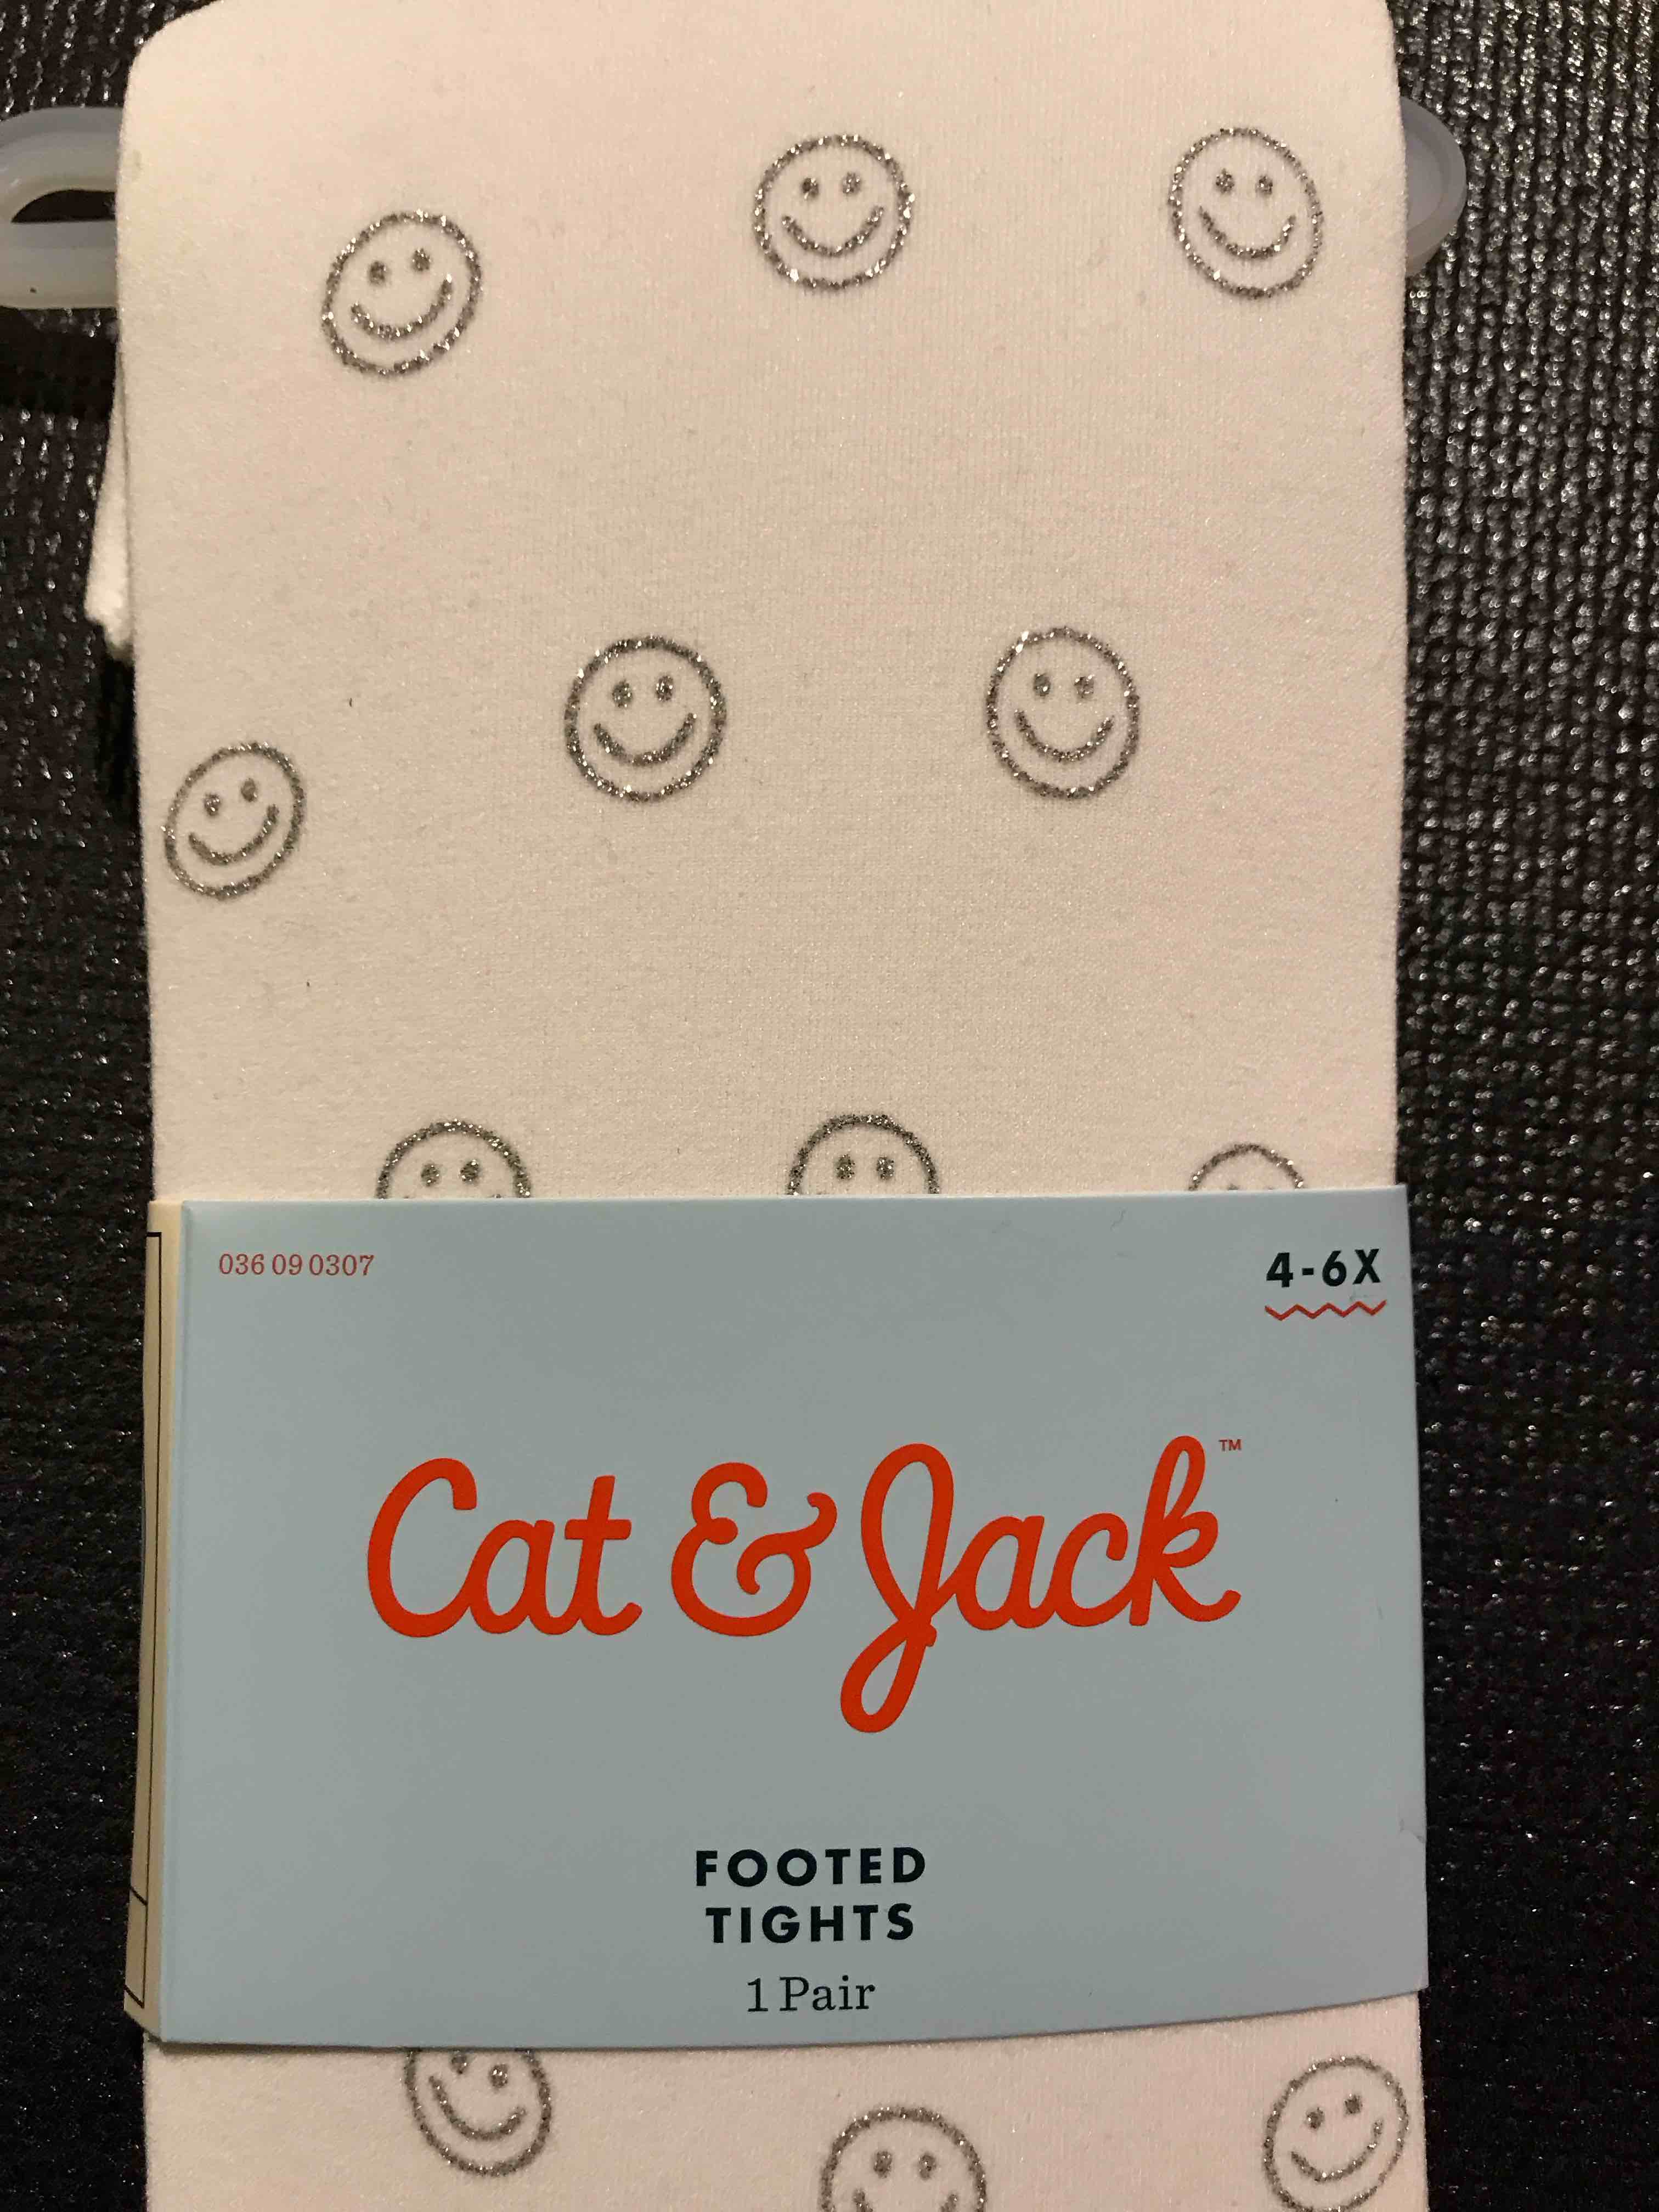 036 09 0307
4-6X
Cat & Jack™
FOOTED
TIGHTS
1 Pair